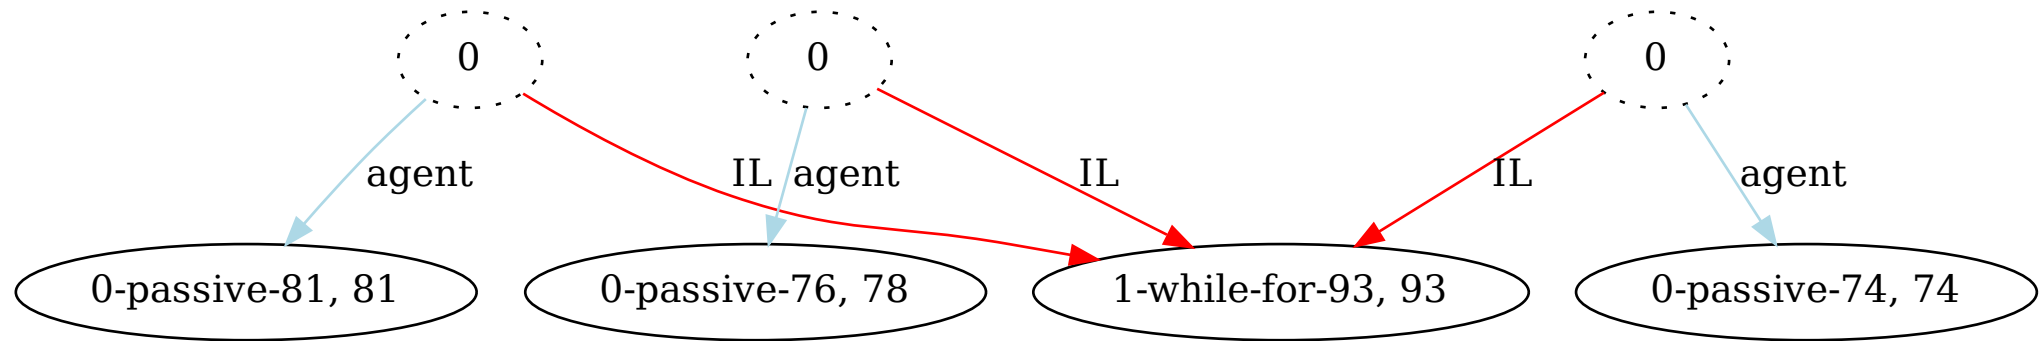 0
0
0
agent
IL
agent
IL
IL
agent
0-passive-81, 81
0-passive-76, 78
1-while-for-93, 93
0-passive-74, 74